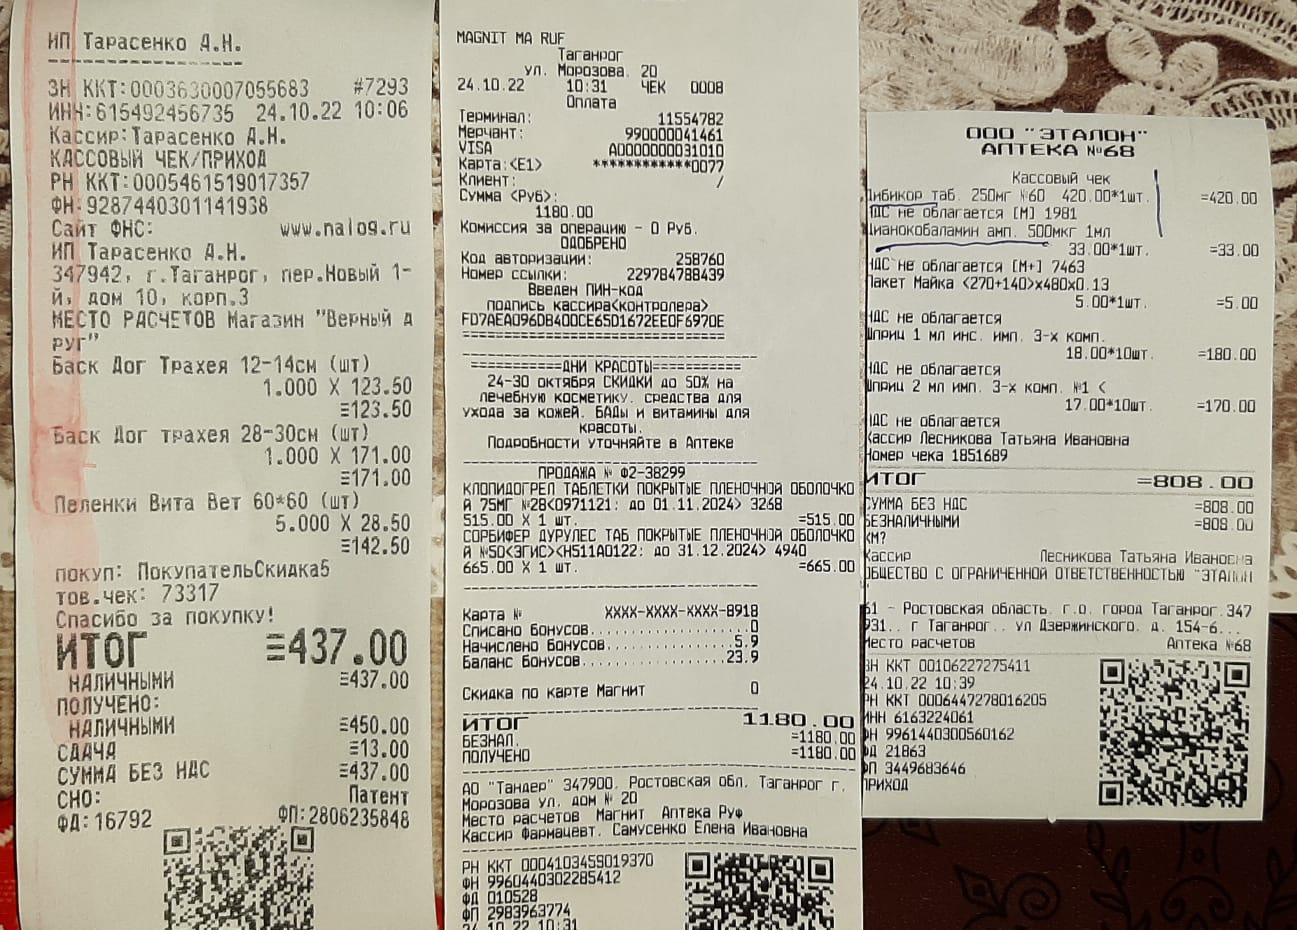 ИП Тарасенко А.Н.
ЗН ККТ:0003630007055683 #7293
ИНН:615492456735 24.10.22 10:06
Кассир:Тарасенко А.Н.
КАССОВЫЙ ЧЕК/ПРИХОД
РН ККТ:0005461519017357
ФН:9287440301141938
Сайт ФНС: www.nalog.ru
ИП Тарасенко А.Н.
347942, г.Таганрог, пер.Новый 1-
й, дом 10, корп.3
МЕСТО РАСЧЕТОВ Магазин "Верный д
руг"
Баск Дог Трахея 12-14см (шт)
1.000 X 123.50
≡123.50
Баск Дог трахея 28-30см (шт)
1.000 X 171.00
≡171.00
Пеленки Вита Вет 60*60 (шт)
5.000 X 28.50
≡142.50
покуп: ПокупательСкидка5
тов.чек: 73317
Спасибо за покупку!
ИТОГ ≡437.00
НАЛИЧНЫМИ ≡437.00
ПОЛУЧЕНО:
НАЛИЧНЫМИ ≡450.00
СДАЧА ≡13.00
СУММА БЕЗ НДС ≡437.00
СНО: Патент
ФД:16792 ФП:2806235848
MAGNIT MA RUF
Таганрог
ул. Морозова, 20
24.10.22 10:31 ЧЕК 0008
Оплата
Терминал: 11554782
Мерчант: 990000041461
VISA A0000000031010
Карта:<E1> ************0077
Клиент: /
Сумма <Руб>:
1180.00
Комиссия за операцию - 0 Руб.
ОДОБРЕНО
Код авторизации: 258760
Номер ссылки: 229784788439
Введен ПИН-код
подпись кассира<контролера>
FD7AEA096DB40DCE65D1672EE0F6970E
================================
===========ДНИ КРАСОТЫ===========
24-30 октября СКИДКИ до 50% на
лечебную косметику, средства для
ухода за кожей, БАДы и витамины для
красоты.
Подробности уточняйте в Аптеке
ПРОДАЖА № Ф2-38299
КЛОПИДОГРЕЛ ТАБЛЕТКИ ПОКРЫТЫЕ ПЛЕНОЧНОЙ ОБОЛОЧКО
Й 75МГ №28<0971121: до 01.11.2024> 3268
515.00 X 1 шт. =515.00
СОРБИФЕР ДУРУЛЕС ТАБ ПОКРЫТЫЕ ПЛЕНОЧНОЙ ОБОЛОЧКО
Й №50<ЭГИС><H511A0122: до 31.12.2024> 4940
665.00 X 1 шт. =665.00
Карта № XXXX-XXXX-XXXX-8918
Списано Бонусов....................0
Начислено Бонусов................5.9
Баланс Бонусов..................23.9
Скидка по карте Магнит 0
ИТОГ 1180.00
БЕЗНАЛ. =1180.00
ПОЛУЧЕНО =1180.00
АО "Тандер" 347900, Ростовская обл, Таганрог г,
Морозова ул, дом № 20
Место расчетов Магнит Аптека Руф
Кассир Фармацевт, Самусенко Елена Ивановна
РН ККТ 0004103459019370
ФН 9960440302285412
ФД 010528
ФП 2983963774
24.10.22 10:31
ООО "ЭТАЛОН"
АПТЕКА №68
Кассовый чек
Дибикор таб. 250мг №60 420.00*1шт. =420.00
НДС не облагается [М] 1981
Цианокобаламин амп. 500мкг 1мл
33.00*1шт. =33.00
НДС не облагается [М+] 7463
Пакет Майка <270+140>х480х0.13
5.00*1шт. =5.00
НДС не облагается
Шприц 1 мл инс. имп. 3-х комп.
18.00*10шт. =180.00
НДС не облагается
Шприц 2 мл имп. 3-х комп. №1 <
17.00*10шт. =170.00
НДС не облагается
Кассир Лесникова Татьяна Ивановна
Номер чека 1851689
ИТОГ =808.00
СУММА БЕЗ НДС =808.00
БЕЗНАЛИЧНЫМИ =808.00
КМ?
Кассир Лесникова Татьяна Ивановна
ОБЩЕСТВО С ОГРАНИЧЕННОЙ ОТВЕТСТВЕННОСТЬЮ "ЭТАЛОН
61 - Ростовская область, г.о. город Таганрог,347
931,, г Таганрог,, ул Дзержинского, д. 154-6,,,
Место расчетов Аптека №68
ЗН ККТ 00106227275411
24.10.22 10:39
РН ККТ 0006447278016205
ИНН 6163224061
ФН 9961440300560162
ФД 21863
ФП 3449683646
ПРИХОД